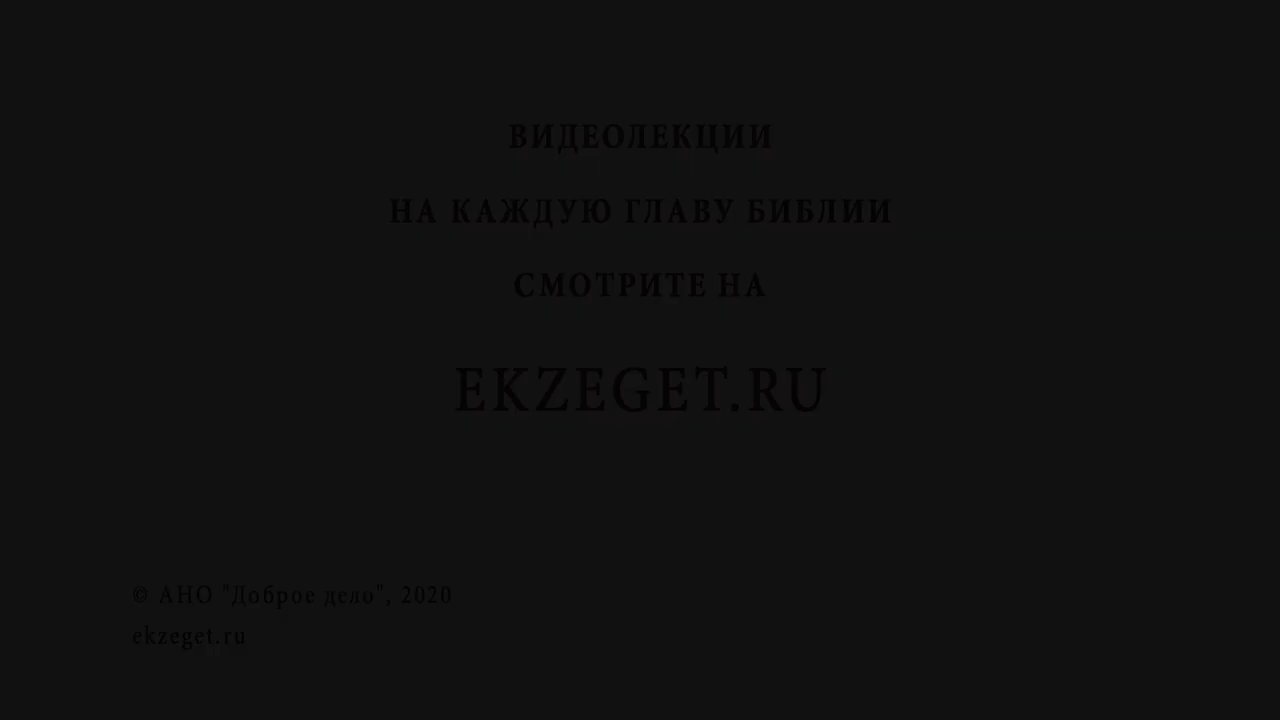 ВИДЕОЛЕКЦИИ
НА КАЖДУЮ ГЛАВУ БИБЛИИ
СМОТРИТЕ НА
EKZEGET.RU
© АНО "Доброе дело", 2020
ekzeget.ru